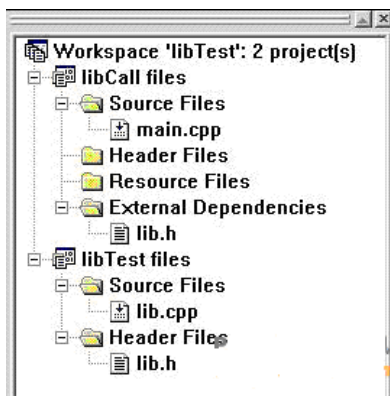 Workspace 'libTest': 2 project(s)
libCall files
Source Files
main.cpp
Header Files
Resource Files
External Dependencies
lib.h
libTest files
Source Files
lib.cpp
Header Files
lib.h